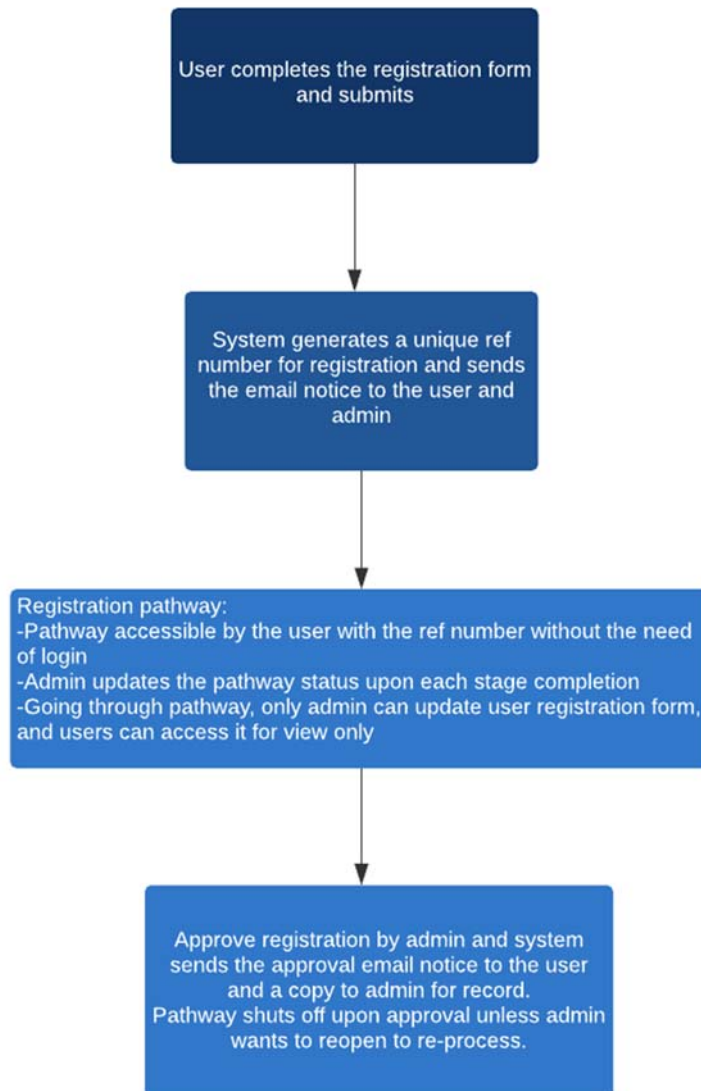 User completes the registration form
and submits
System generates a unique ref
number for registration and sends
the email notice to the user and
admin
Registration pathway:
-Pathway accessible by the user with the ref number without the need
of login
-Admin updates the pathway status upon each stage completion
-Going through pathway, only admin can update user registration form,
and users can access it for view only
Approve registration by admin and system
sends the approval email notice to the user
and a copy to admin for record.
Pathway shuts off upon approval unless admin
wants to reopen to re-process.